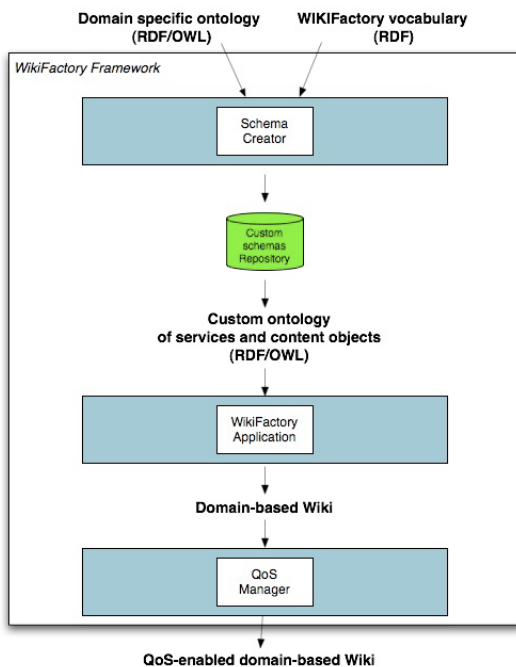 Domain specific ontology
(RDF/OWL)
WIKIFactory vocabulary
(RDF)
WikiFactory Framework
Schema
Creator
Custom
schemas
Repository
Custom ontology
of services and content objects
(RDF/OWL)
WikiFactory
Application
Domain-based Wiki
QoS
Manager
QoS-enabled domain-based Wiki